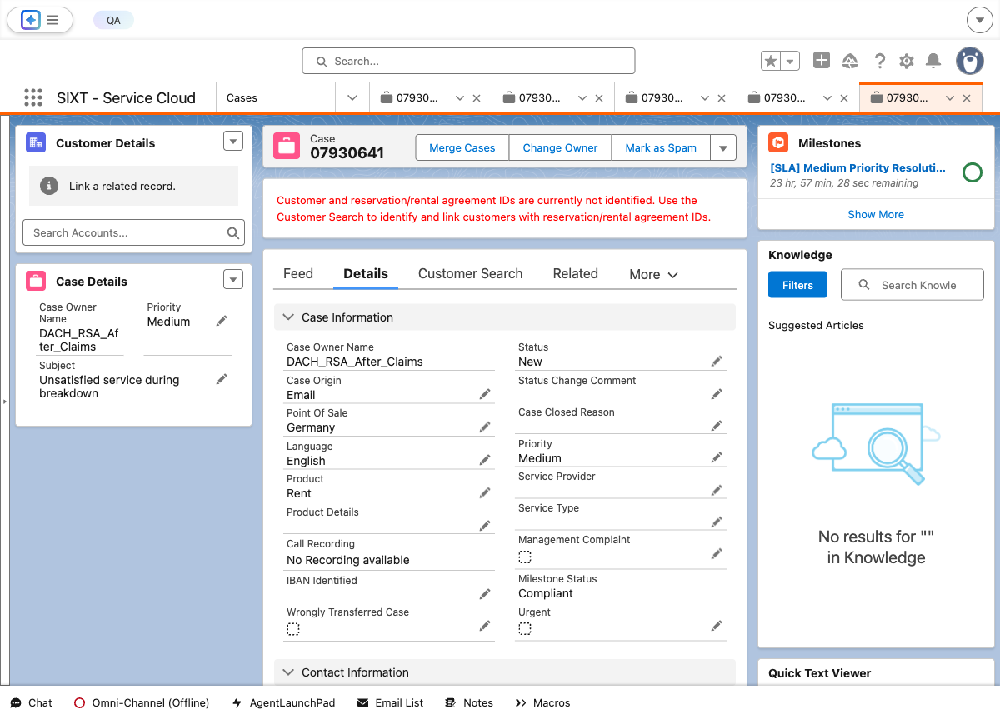 QA
Search...
SIXT - Service Cloud
Cases
07930...
07930...
07930...
07930...
07930...
Customer Details
Link a related record.
Search Accounts...
Case Details
Case Owner
Name
DACH_RSA_Af
ter_Claims
Priority
Medium
Subject
Unsatisfied service during
breakdown
Case
07930641
Merge Cases
Change Owner
Mark as Spam
Customer and reservation/rental agreement IDs are currently not identified. Use the
Customer Search to identify and link customers with reservation/rental agreement IDs.
Feed
Details
Customer Search
Related
More
Case Information
Case Owner Name
DACH_RSA_After_Claims
Case Origin
Email
Point Of Sale
Germany
Language
English
Product
Rent
Product Details
Call Recording
No Recording available
IBAN Identified
Wrongly Transferred Case
Status
New
Status Change Comment
Case Closed Reason
Priority
Medium
Service Provider
Service Type
Management Complaint
Milestone Status
Compliant
Urgent
Contact Information
Milestones
[SLA] Medium Priority Resoluti...
23 hr, 57 min, 28 sec remaining
Show More
Knowledge
Filters
Search Knowle
Suggested Articles
No results for ""
in Knowledge
Quick Text Viewer
Chat
Omni-Channel (Offline)
AgentLaunchPad
Email List
Notes
Macros